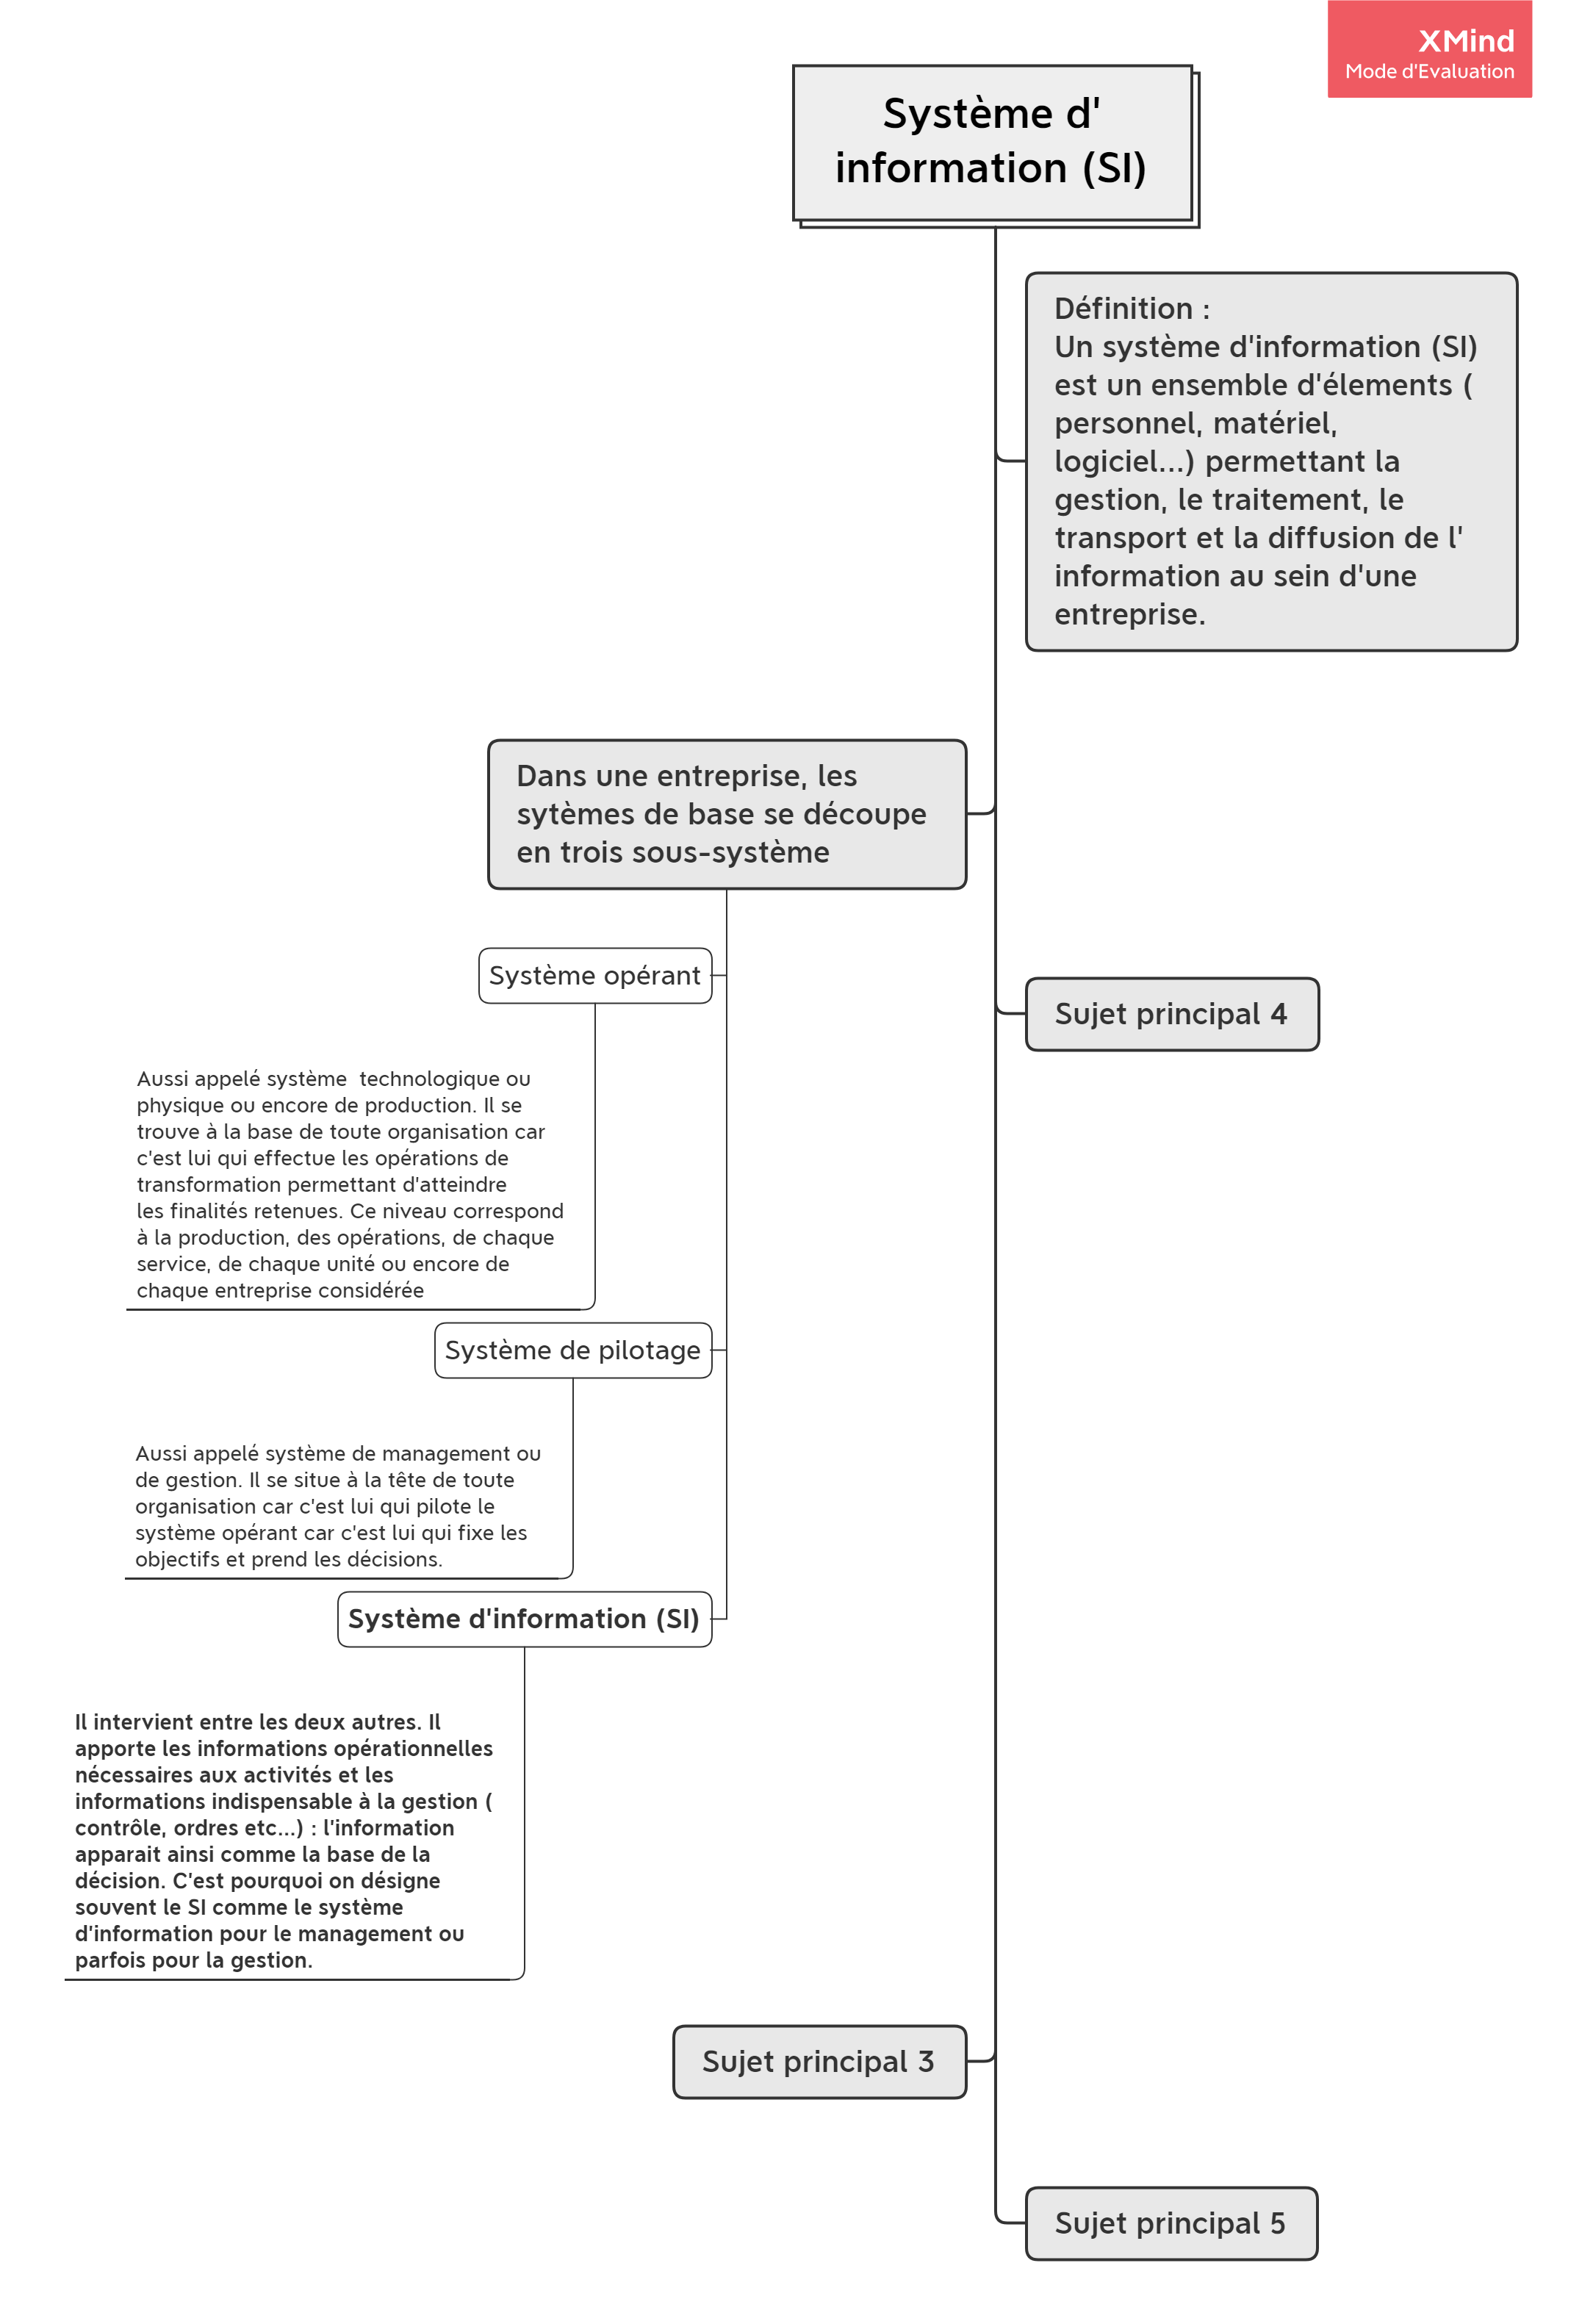 XMind
Mode d'Evaluation
Système d'
information (SI)
Définition :
Un système d'information (SI)
est un ensemble d'élements (
personnel, matériel,
logiciel...) permettant la
gestion, le traitement, le
transport et la diffusion de l'
information au sein d'une
entreprise.
Dans une entreprise, les
sytèmes de base se découpe
en trois sous-système
Système opérant
Aussi appelé système  technologique ou
physique ou encore de production. Il se
trouve à la base de toute organisation car
c'est lui qui effectue les opérations de
transformation permettant d'atteindre
les finalités retenues. Ce niveau correspond
à la production, des opérations, de chaque
service, de chaque unité ou encore de
chaque entreprise considérée
Système de pilotage
Aussi appelé système de management ou
de gestion. Il se situe à la tête de toute
organisation car c'est lui qui pilote le
système opérant car c'est lui qui fixe les
objectifs et prend les décisions.
Système d'information (SI)
Il intervient entre les deux autres. Il
apporte les informations opérationnelles
nécessaires aux activités et les
informations indispensable à la gestion (
contrôle, ordres etc...) : l'information
apparait ainsi comme la base de la
décision. C'est pourquoi on désigne
souvent le SI comme le système
d'information pour le management ou
parfois pour la gestion.
Sujet principal 4
Sujet principal 3
Sujet principal 5